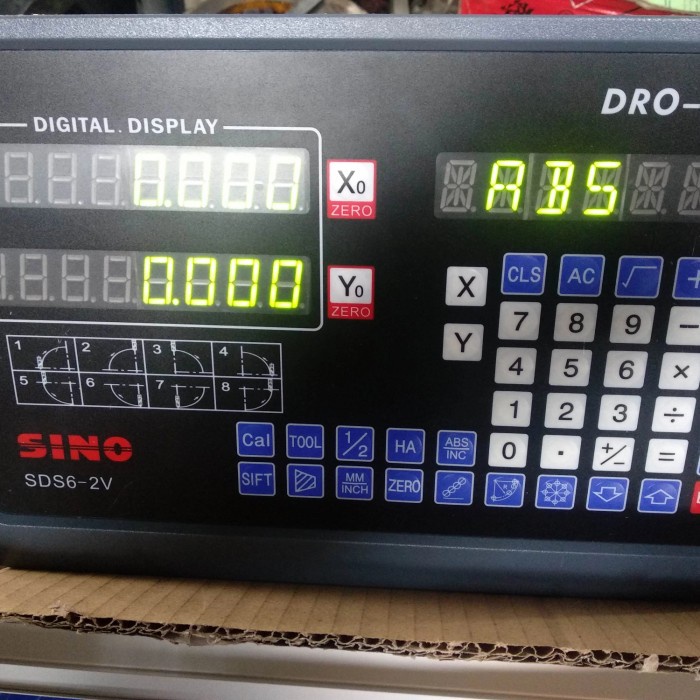 DRO-
DIGITAL.DISPLAY
0.000
X0
ZERO
ABS
0.000
Y0
ZERO
X
CLS
AC
√
+
Y
7
8
9
-
4
5
6
×
1
2
3
÷
0
.
+/-
=
1
2
3
4
5
6
7
8
SINO
SDS6-2V
Cal
TOOL
1/2
HA
ABS
INC
SIFT
MM
INCH
ZERO